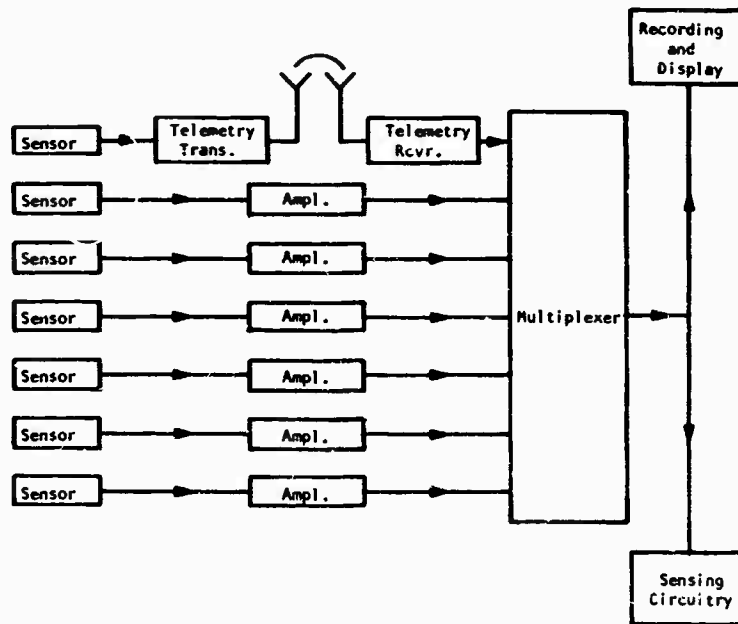 Recording
and
Display
Sensor
Telemetry
Trans.
Telemetry
Rcvr.
Sensor
Ampl.
Sensor
Ampl.
Sensor
Ampl.
Multiplexer
Sensor
Ampl.
Sensor
Ampl.
Sensor
Ampl.
Sensing
Circuitry